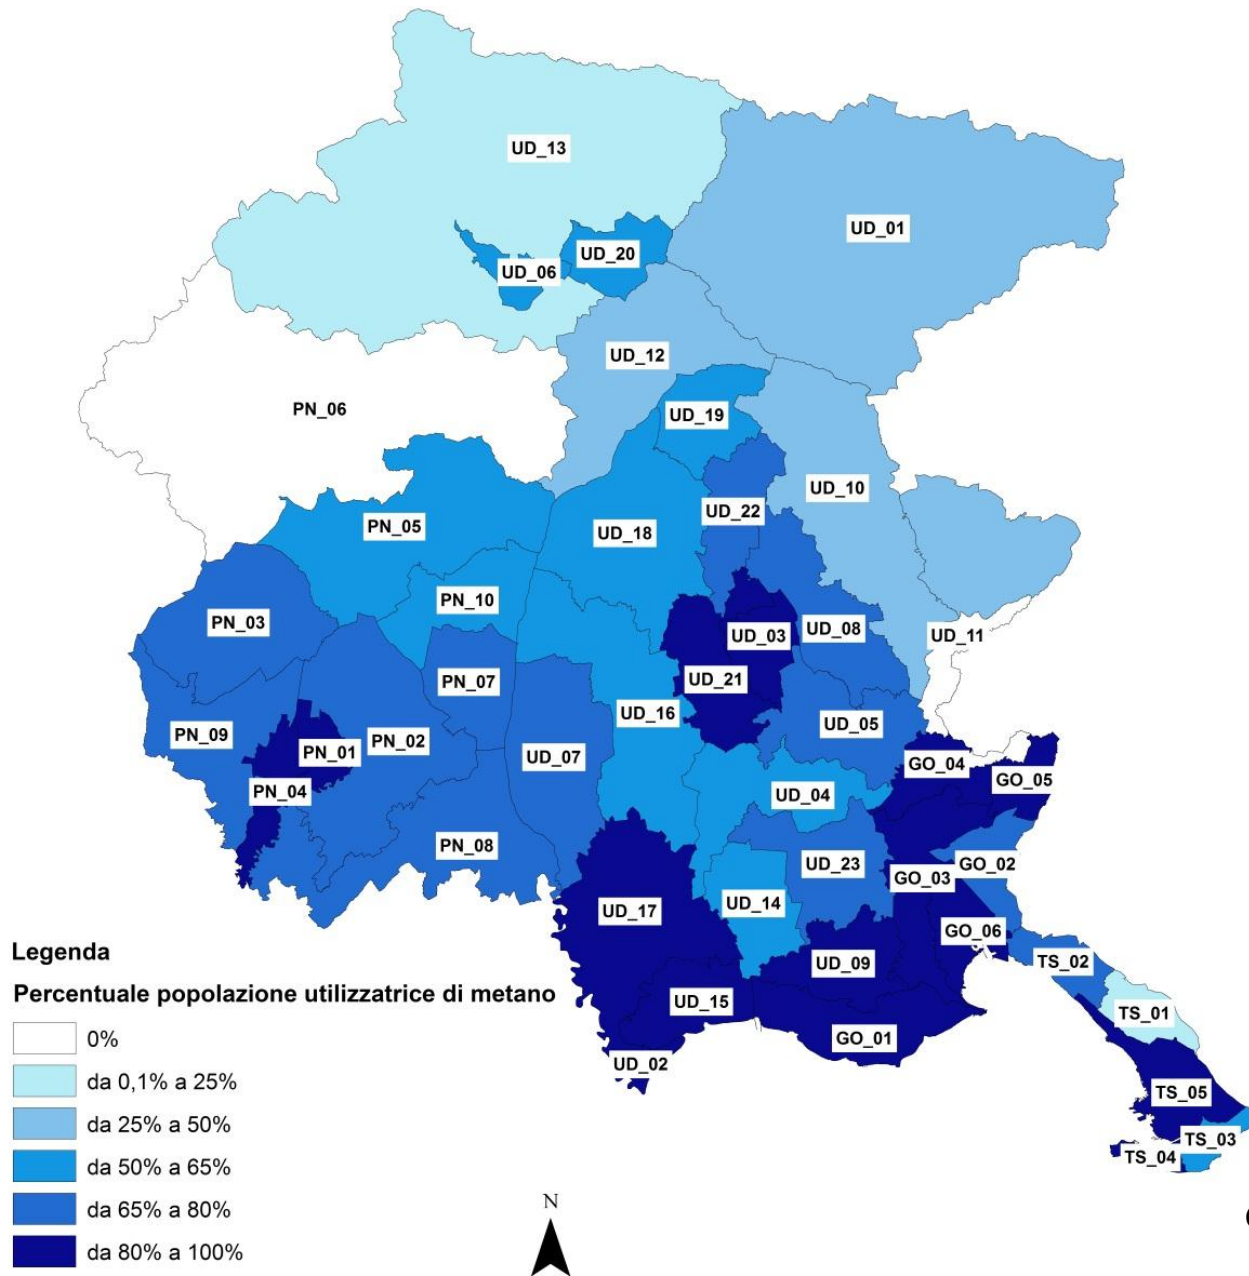 UD_13
UD_01
UD_20
UD_06
UD_12
PN_06
UD_19
UD_10
UD_22
PN_05
UD_18
PN_10
PN_03
UD_03
UD_08
UD_11
PN_07
UD_21
UD_16
UD_05
PN_09
PN_02
PN_01
UD_07
GO_04
GO_05
PN_04
UD_04
PN_08
UD_23
GO_02
GO_03
UD_17
UD_14
GO_06
UD_09
TS_02
UD_15
TS_01
GO_01
UD_02
TS_05
TS_03
TS_04
Legenda
Percentuale popolazione utilizzatrice di metano
0%
da 0,1% a 25%
da 25% a 50%
da 50% a 65%
da 65% a 80%
da 80% a 100%
N